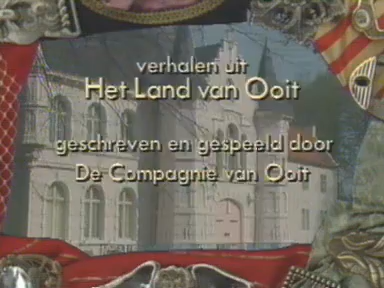 verhalen uit
Het Land van Ooit
geschreven en gespeeld door
De Compagnie van Ooit